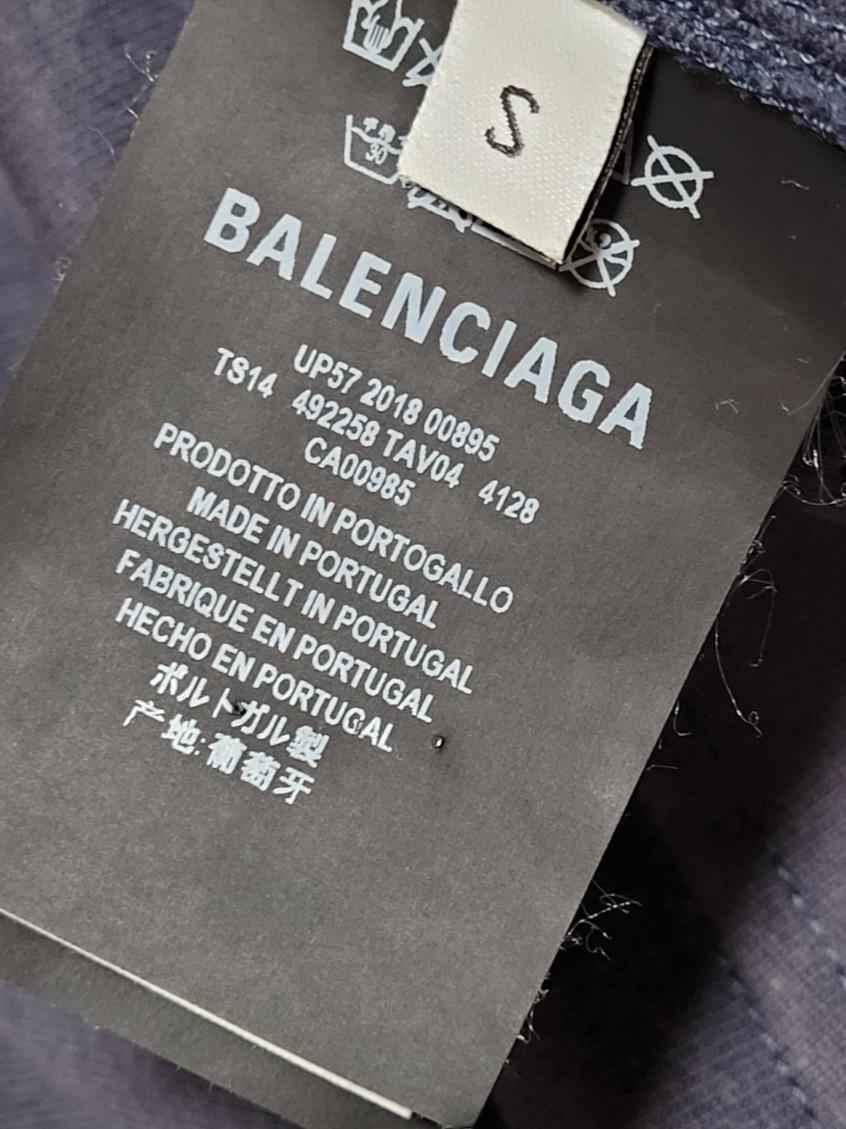 S
30
BALENCIAGA
UP57 2018 00895
TS14 492258 TAV04 4128
CA00985
PRODOTTO IN PORTOGALLO
MADE IN PORTUGAL
HERGESTELLT IN PORTUGAL
FABRIQUE EN PORTUGAL
HECHO EN PORTUGAL
ポルトガル製
产地:葡萄牙